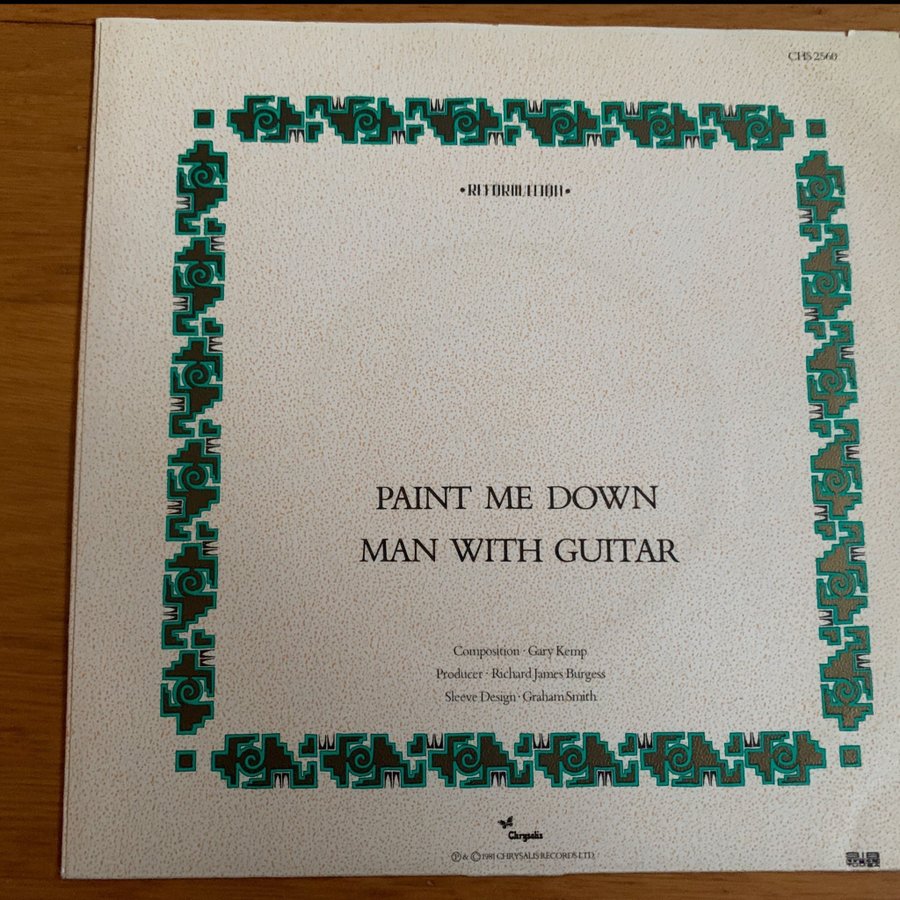 CHS 2560
•REFORMATION•
PAINT ME DOWN
MAN WITH GUITAR
Composition · Gary Kemp
Producer · Richard James Burgess
Sleeve Design · Graham Smith
Chrysalis
Ⓟ & © 1981 CHRYSALIS RECORDS LTD.